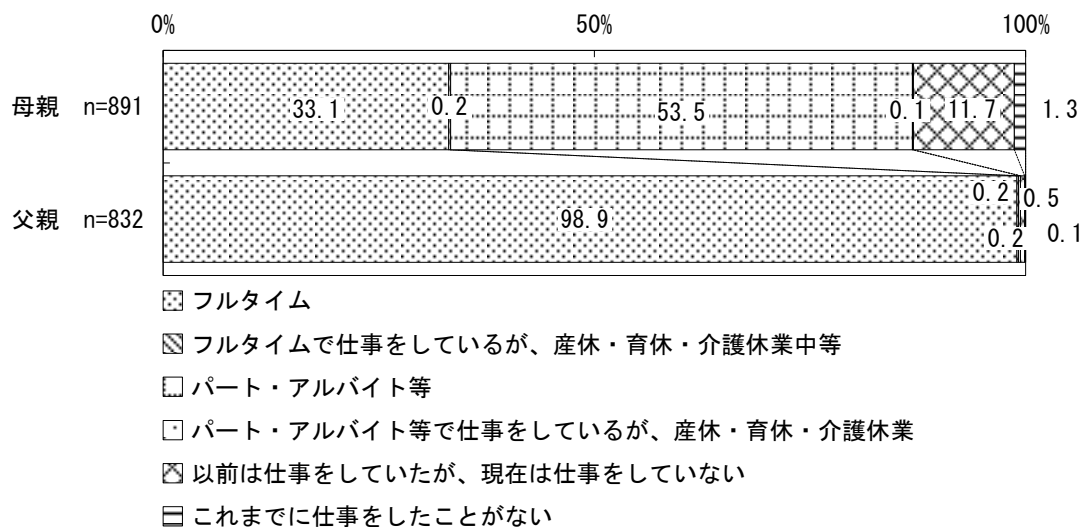 0% 50% 100%
母親 n=891 33.1 0.2 53.5 0.1 11.7 1.3
父親 n=832 98.9 0.2 0.2 0.5 0.1
フルタイム
フルタイムで仕事をしているが、産休・育休・介護休業中等
パート・アルバイト等
パート・アルバイト等で仕事をしているが、産休・育休・介護休業
以前は仕事をしていたが、現在は仕事をしていない
これまでに仕事をしたことがない